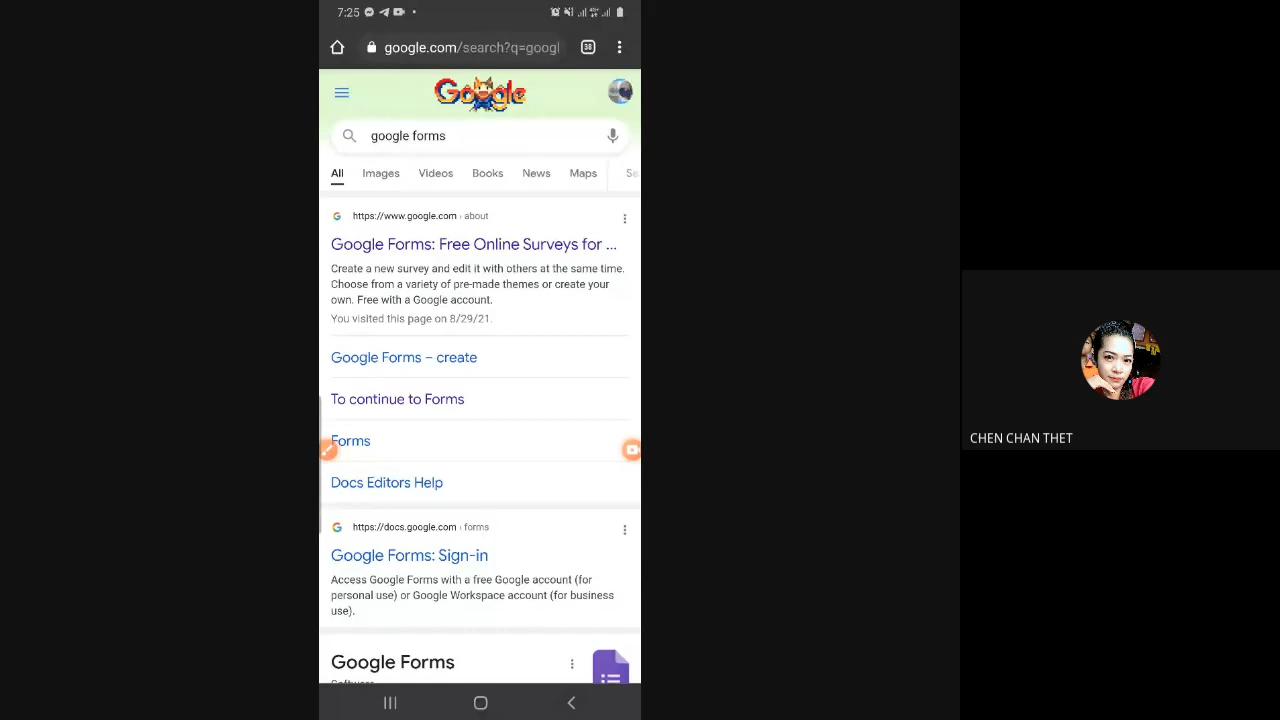 7:25
google.com/search?q=googl
38
Google
google forms
All Images Videos Books News Maps
https://www.google.com › about
Google Forms: Free Online Surveys for ...
Create a new survey and edit it with others at the same time.
Choose from a variety of pre-made themes or create your
own. Free with a Google account.
You visited this page on 8/29/21.
Google Forms – create
To continue to Forms
Forms
Docs Editors Help
https://docs.google.com › forms
Google Forms: Sign-in
Access Google Forms with a free Google account (for
personal use) or Google Workspace account (for business
use).
Google Forms
CHEN CHAN THET